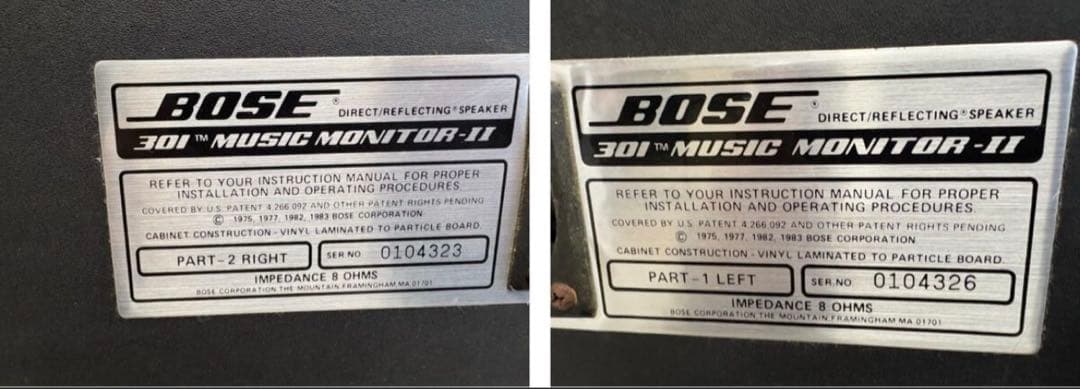 BOSE® DIRECT/REFLECTING® SPEAKER
301™ MUSIC MONITOR-II
REFER TO YOUR INSTRUCTION MANUAL FOR PROPER
INSTALLATION AND OPERATING PROCEDURES
COVERED BY U.S. PATENT 4 266 092 AND OTHER PATENT RIGHTS PENDING
© 1975, 1977, 1982, 1983 BOSE CORPORATION
CABINET CONSTRUCTION - VINYL LAMINATED TO PARTICLE BOARD.
PART-2 RIGHT SER NO 0104323
IMPEDANCE 8 OHMS
BOSE CORPORATION THE MOUNTAIN FRAMINGHAM MA 01701
BOSE® DIRECT/REFLECTING® SPEAKER
301™ MUSIC MONITOR-II
REFER TO YOUR INSTRUCTION MANUAL FOR PROPER
INSTALLATION AND OPERATING PROCEDURES.
COVERED BY U.S. PATENT 4 266 092 AND OTHER PATENT RIGHTS PENDING
© 1975, 1977, 1982, 1983 BOSE CORPORATION
CABINET CONSTRUCTION - VINYL LAMINATED TO PARTICLE BOARD.
PART-1 LEFT SER.NO 0104326
IMPEDANCE 8 OHMS
BOSE CORPORATION THE MOUNTAIN FRAMINGHAM MA 01701